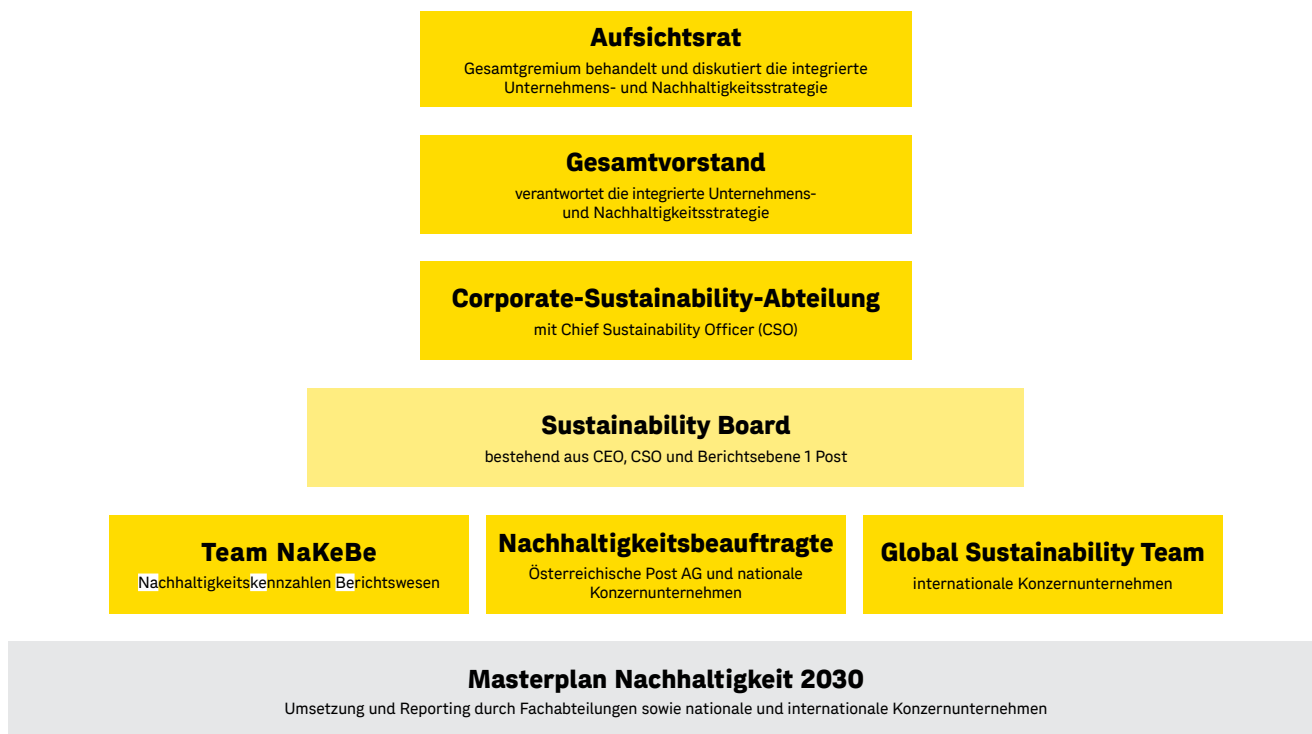 Aufsichtsrat
Gesamtgremium behandelt und diskutiert die integrierte
Unternehmens- und Nachhaltigkeitsstrategie
Gesamtvorstand
verantwortet die integrierte Unternehmens-
und Nachhaltigkeitsstrategie
Corporate-Sustainability-Abteilung
mit Chief Sustainability Officer (CSO)
Sustainability Board
bestehend aus CEO, CSO und Berichtsebene 1 Post
Team NaKeBe
Nachhaltigkeitskennzahlen Berichtswesen
Nachhaltigkeitsbeauftragte
Österreichische Post AG und nationale
Konzernunternehmen
Global Sustainability Team
internationale Konzernunternehmen
Masterplan Nachhaltigkeit 2030
Umsetzung und Reporting durch Fachabteilungen sowie nationale und internationale Konzernunternehmen